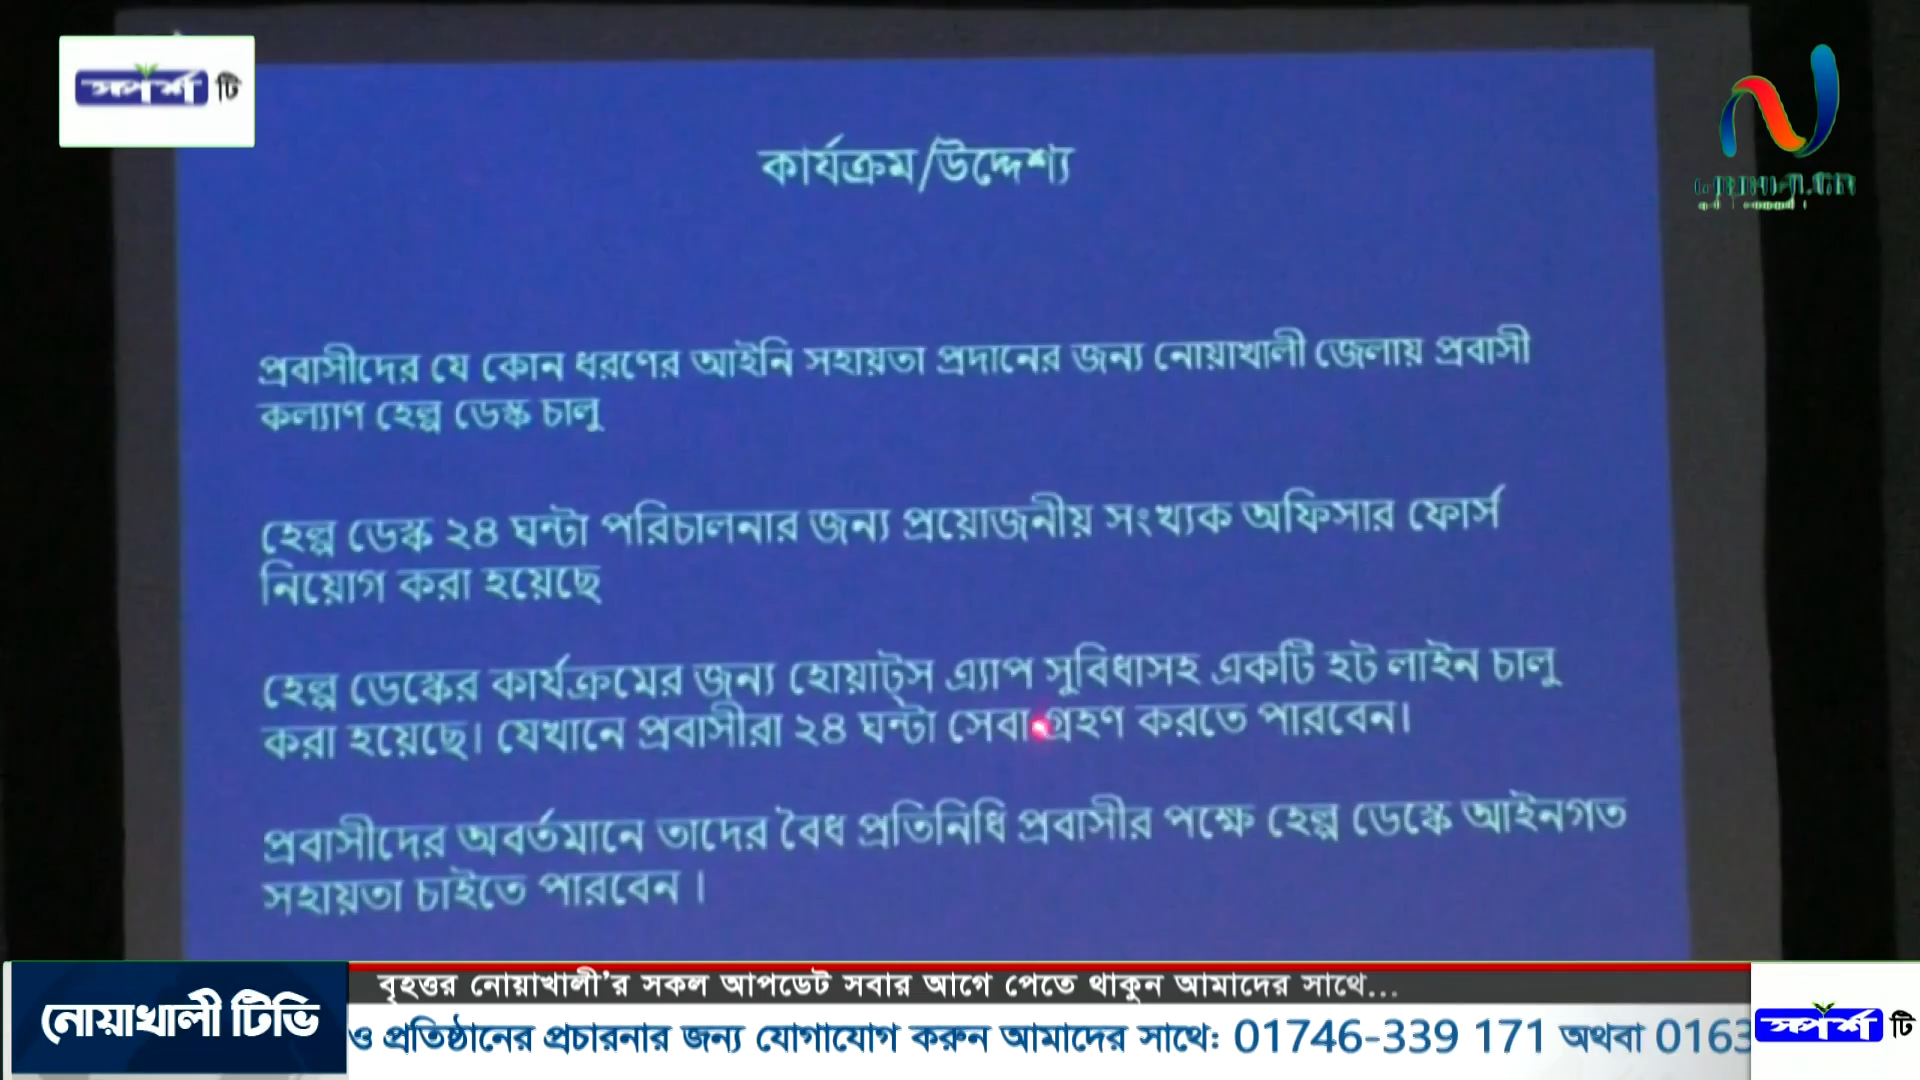 স্পর্শ টি
কার্যক্রম/উদ্দেশ্য
প্রবাসীদের যে কোন ধরণের আইনি সহায়তা প্রদানের জন্য নোয়াখালী জেলায় প্রবাসী
কল্যাণ হেল্প ডেস্ক চালু
হেল্প ডেস্ক ২৪ ঘন্টা পরিচালনার জন্য প্রয়োজনীয় সংখ্যক অফিসার ফোর্স
নিয়োগ করা হয়েছে
হেল্প ডেস্কের কার্যক্রমের জন্য হোয়াট্স এ্যাপ সুবিধাসহ একটি হট লাইন চালু
করা হয়েছে। যেখানে প্রবাসীরা ২৪ ঘন্টা সেবা গ্রহণ করতে পারবেন।
প্রবাসীদের অবর্তমানে তাদের বৈধ প্রতিনিধি প্রবাসীর পক্ষে হেল্প ডেস্কে আইনগত
সহায়তা চাইতে পারবেন ।
বৃহত্তর নোয়াখালী’র সকল আপডেট সবার আগে পেতে থাকুন আমাদের সাথে...
নোয়াখালী টিভি
ও প্রতিষ্ঠানের প্রচারনার জন্য যোগাযোগ করুন আমাদের সাথে: 01746-339 171 অথবা 0163
স্পর্শ টি